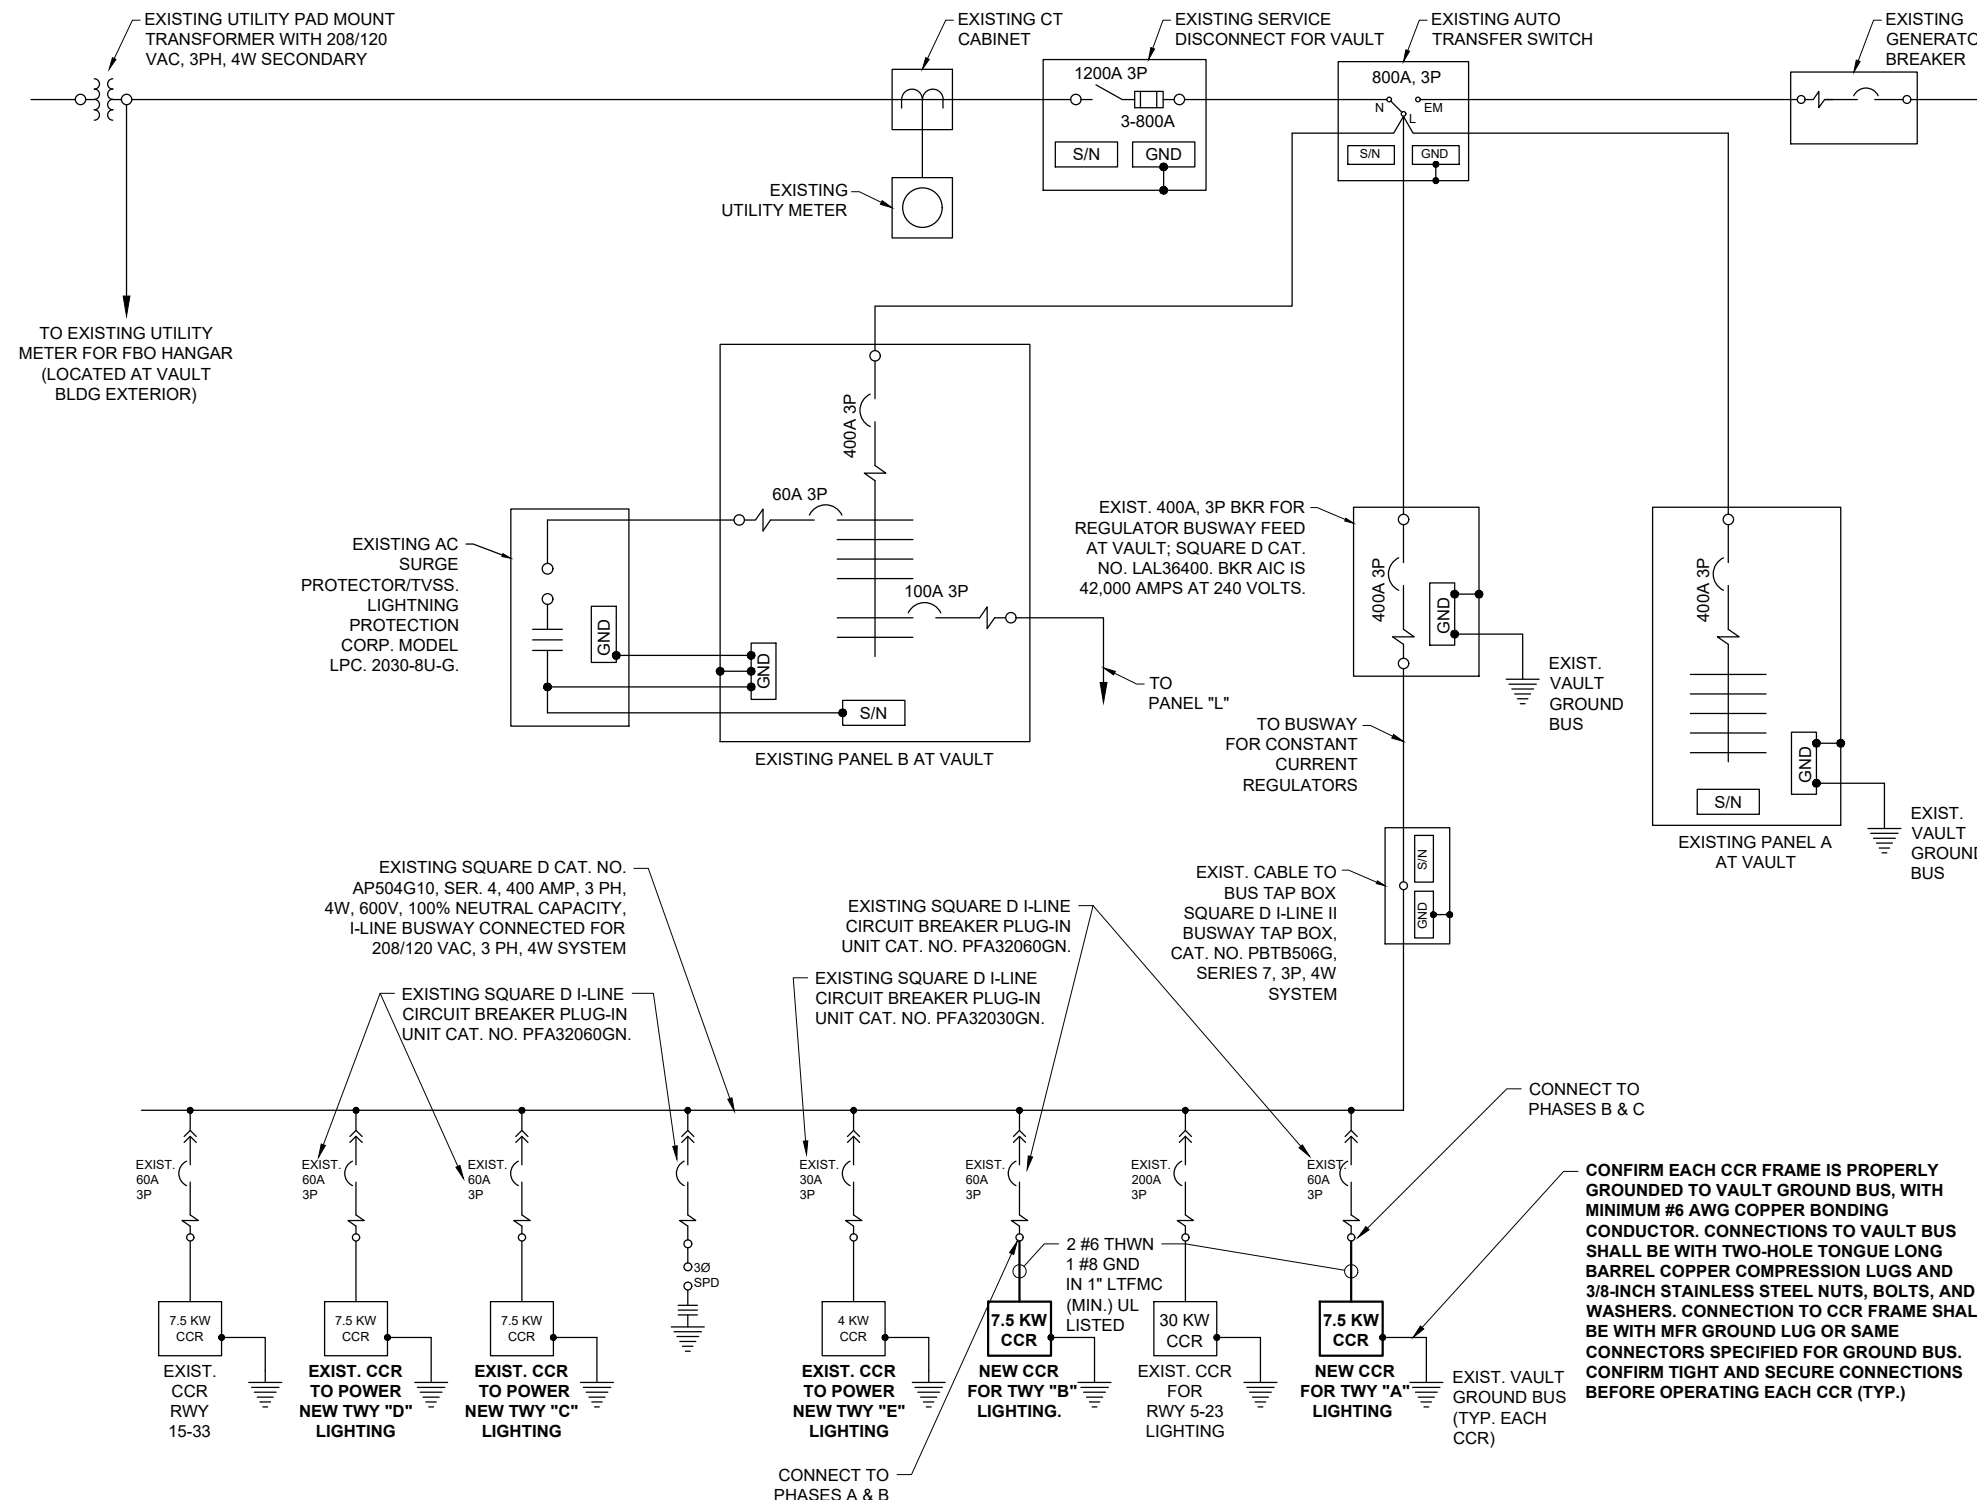 EXISTING UTILITY PAD MOUNT
TRANSFORMER WITH 208/120
VAC, 3PH, 4W SECONDARY
EXISTING CT
CABINET
EXISTING SERVICE
DISCONNECT FOR VAULT
EXISTING AUTO
TRANSFER SWITCH
EXISTING
GENERATO
BREAKER
1200A 3P
3-800A
S/N
GND
800A, 3P
N
EM
L
S/N
GND
EXISTING
UTILITY METER
TO EXISTING UTILITY
METER FOR FBO HANGAR
(LOCATED AT VAULT
BLDG EXTERIOR)
400A 3P
60A 3P
100A 3P
GND
GND
S/N
EXISTING PANEL B AT VAULT
EXISTING AC
SURGE
PROTECTOR/TVSS.
LIGHTNING
PROTECTION
CORP. MODEL
LPC. 2030-8U-G.
TO
PANEL "L"
EXIST. 400A, 3P BKR FOR
REGULATOR BUSWAY FEED
AT VAULT; SQUARE D CAT.
NO. LAL36400. BKR AIC IS
42,000 AMPS AT 240 VOLTS.
400A 3P
GND
EXIST.
VAULT
GROUND
BUS
TO BUSWAY
FOR CONSTANT
CURRENT
REGULATORS
400A 3P
GND
S/N
EXISTING PANEL A
AT VAULT
EXIST.
VAULT
GROUND
BUS
EXIST. CABLE TO
BUS TAP BOX
SQUARE D I-LINE II
BUSWAY TAP BOX,
CAT. NO. PBTB506G,
SERIES 7, 3P, 4W
SYSTEM
S/N
GND
EXISTING SQUARE D CAT. NO.
AP504G10, SER. 4, 400 AMP, 3 PH,
4W, 600V, 100% NEUTRAL CAPACITY,
I-LINE BUSWAY CONNECTED FOR
208/120 VAC, 3 PH, 4W SYSTEM
EXISTING SQUARE D I-LINE
CIRCUIT BREAKER PLUG-IN
UNIT CAT. NO. PFA32060GN.
EXISTING SQUARE D I-LINE
CIRCUIT BREAKER PLUG-IN
UNIT CAT. NO. PFA32030GN.
EXISTING SQUARE D I-LINE
CIRCUIT BREAKER PLUG-IN
UNIT CAT. NO. PFA32060GN.
CONNECT TO
PHASES B & C
EXIST.
60A
3P
EXIST.
60A
3P
EXIST.
60A
3P
3Ø
SPD
EXIST.
30A
3P
EXIST.
60A
3P
EXIST.
200A
3P
EXIST.
60A
3P
2 #6 THWN
1 #8 GND
IN 1" LTFMC
(MIN.) UL
LISTED
7.5 KW
CCR
EXIST.
CCR
RWY
15-33
7.5 KW
CCR
EXIST. CCR
TO POWER
NEW TWY "D"
LIGHTING
7.5 KW
CCR
EXIST. CCR
TO POWER
NEW TWY "C"
LIGHTING
4 KW
CCR
EXIST. CCR
TO POWER
NEW TWY "E"
LIGHTING
7.5 KW
CCR
NEW CCR
FOR TWY "B"
LIGHTING.
30 KW
CCR
EXIST. CCR
FOR
RWY 5-23
LIGHTING
7.5 KW
CCR
NEW CCR
FOR TWY "A"
LIGHTING
EXIST. VAULT
GROUND BUS
(TYP. EACH
CCR)
CONFIRM EACH CCR FRAME IS PROPERLY
GROUNDED TO VAULT GROUND BUS, WITH
MINIMUM #6 AWG COPPER BONDING
CONDUCTOR. CONNECTIONS TO VAULT BUS
SHALL BE WITH TWO-HOLE TONGUE LONG
BARREL COPPER COMPRESSION LUGS AND
3/8-INCH STAINLESS STEEL NUTS, BOLTS, AND
WASHERS. CONNECTION TO CCR FRAME SHAL
BE WITH MFR GROUND LUG OR SAME
CONNECTORS SPECIFIED FOR GROUND BUS.
CONFIRM TIGHT AND SECURE CONNECTIONS
BEFORE OPERATING EACH CCR (TYP.)
CONNECT TO
PHASES A & B